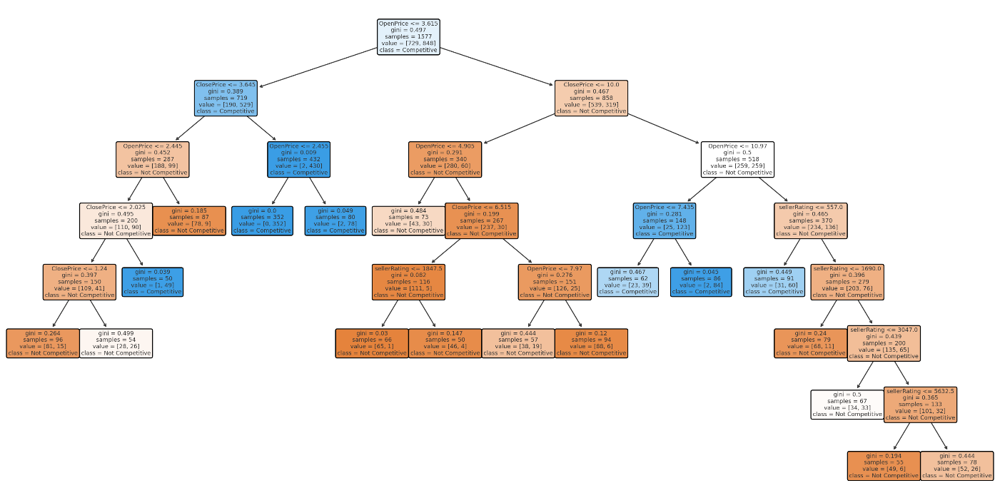 OpenPrice <= 3.615
gini = 0.497
samples = 1577
value = [729, 848]
class = Competitive
ClosePrice <= 3.645
gini = 0.389
samples = 719
value = [190, 529]
class = Competitive
ClosePrice <= 10.0
gini = 0.467
samples = 858
value = [539, 319]
class = Not Competitive
OpenPrice <= 2.445
gini = 0.452
samples = 287
value = [188, 99]
class = Not Competitive
OpenPrice <= 2.455
gini = 0.009
samples = 432
value = [2, 430]
class = Competitive
OpenPrice <= 4.905
gini = 0.291
samples = 340
value = [280, 60]
class = Not Competitive
OpenPrice <= 10.97
gini = 0.5
samples = 518
value = [259, 259]
class = Not Competitive
ClosePrice <= 2.025
gini = 0.495
samples = 200
value = [110, 90]
class = Not Competitive
gini = 0.185
samples = 87
value = [78, 9]
class = Not Competitive
gini = 0.0
samples = 352
value = [0, 352]
class = Competitive
gini = 0.049
samples = 80
value = [2, 78]
class = Competitive
gini = 0.484
samples = 73
value = [43, 30]
class = Not Competitive
ClosePrice <= 6.515
gini = 0.199
samples = 267
value = [237, 30]
class = Not Competitive
OpenPrice <= 7.435
gini = 0.281
samples = 148
value = [25, 123]
class = Competitive
sellerRating <= 557.0
gini = 0.465
samples = 370
value = [234, 136]
class = Not Competitive
ClosePrice <= 1.24
gini = 0.397
samples = 150
value = [109, 41]
class = Not Competitive
gini = 0.039
samples = 50
value = [1, 49]
class = Competitive
sellerRating <= 1847.5
gini = 0.082
samples = 116
value = [111, 5]
class = Not Competitive
OpenPrice <= 7.97
gini = 0.276
samples = 151
value = [126, 25]
class = Not Competitive
gini = 0.467
samples = 62
value = [23, 39]
class = Competitive
gini = 0.045
samples = 86
value = [2, 84]
class = Competitive
gini = 0.449
samples = 91
value = [31, 60]
class = Competitive
sellerRating <= 1690.0
gini = 0.396
samples = 279
value = [203, 76]
class = Not Competitive
gini = 0.264
samples = 96
value = [81, 15]
class = Not Competitive
gini = 0.499
samples = 54
value = [28, 26]
class = Not Competitive
gini = 0.03
samples = 66
value = [65, 1]
class = Not Competitive
gini = 0.147
samples = 50
value = [46, 4]
class = Not Competitive
gini = 0.444
samples = 57
value = [38, 19]
class = Not Competitive
gini = 0.12
samples = 94
value = [88, 6]
class = Not Competitive
gini = 0.24
samples = 79
value = [68, 11]
class = Not Competitive
sellerRating <= 3047.0
gini = 0.439
samples = 200
value = [135, 65]
class = Not Competitive
gini = 0.5
samples = 67
value = [34, 33]
class = Not Competitive
sellerRating <= 5632.5
gini = 0.365
samples = 133
value = [101, 32]
class = Not Competitive
gini = 0.194
samples = 55
value = [49, 6]
class = Not Competitive
gini = 0.444
samples = 78
value = [52, 26]
class = Not Competitive